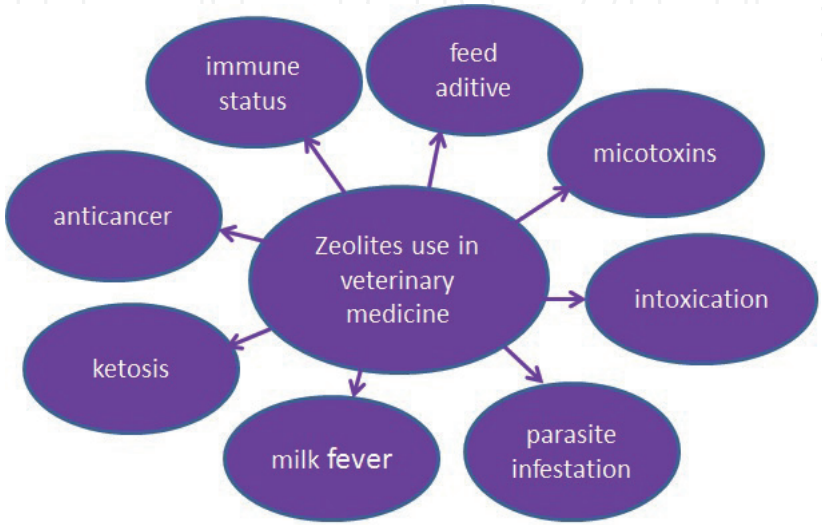 immune
status
feed
aditive
micotoxins
anticancer
Zeolites use in
veterinary
medicine
intoxication
ketosis
milk fever
parasite
infestation